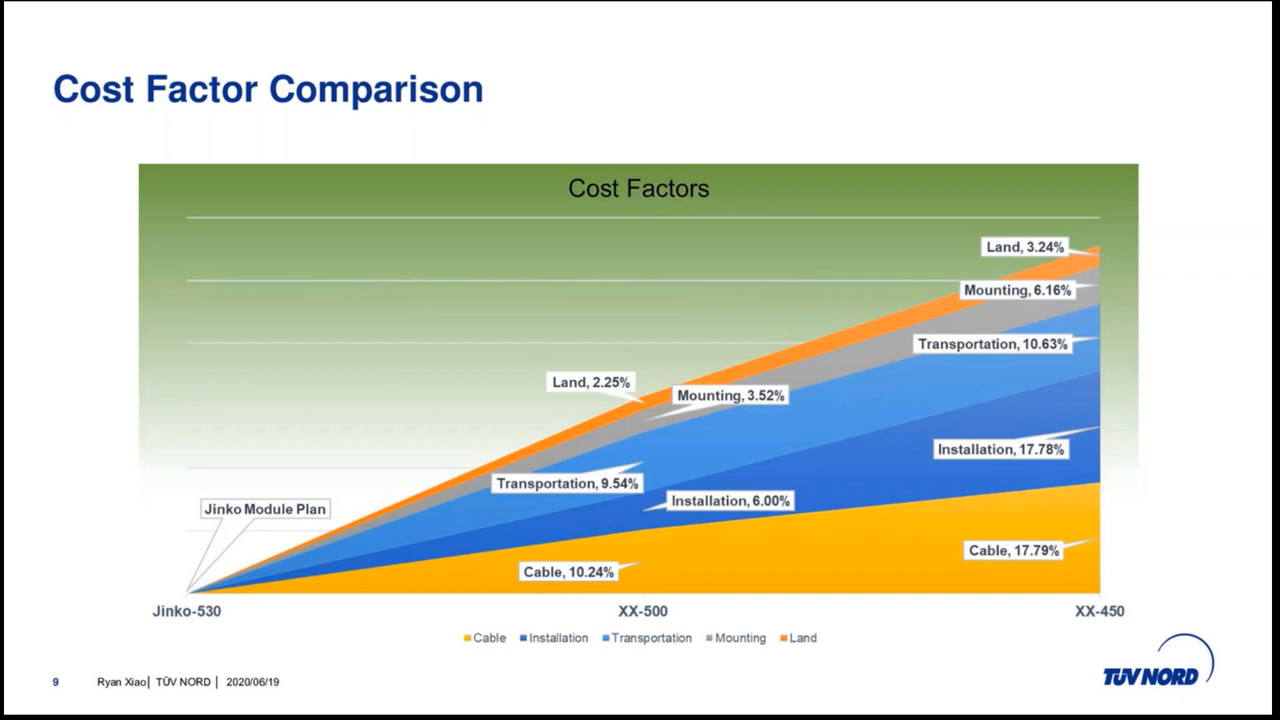 Cost Factor Comparison
Cost Factors
Land, 3.24%
Mounting, 6.16%
Transportation, 10.63%
Land, 2.25%
Mounting, 3.52%
Installation, 17.78%
Transportation, 9.54%
Installation, 6.00%
Jinko Module Plan
Cable, 17.79%
Cable, 10.24%
Jinko-530 XX-500 XX-450
Cable Installation Transportation Mounting Land
9 Ryan Xiao| TÜV NORD | 2020/06/19
TÜV NORD